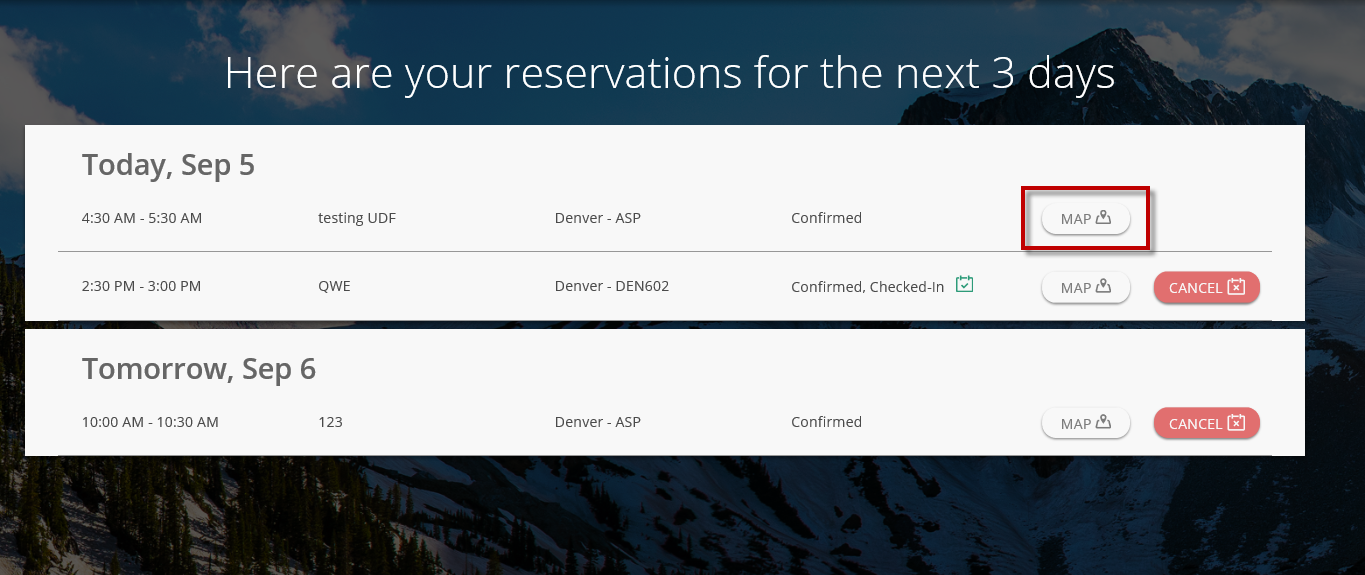 Here are your reservations for the next 3 days
Today, Sep 5
4:30 AM - 5:30 AM testing UDF Denver - ASP Confirmed MAP
2:30 PM - 3:00 PM QWE Denver - DEN602 Confirmed, Checked-In MAP CANCEL
Tomorrow, Sep 6
10:00 AM - 10:30 AM 123 Denver - ASP Confirmed MAP CANCEL